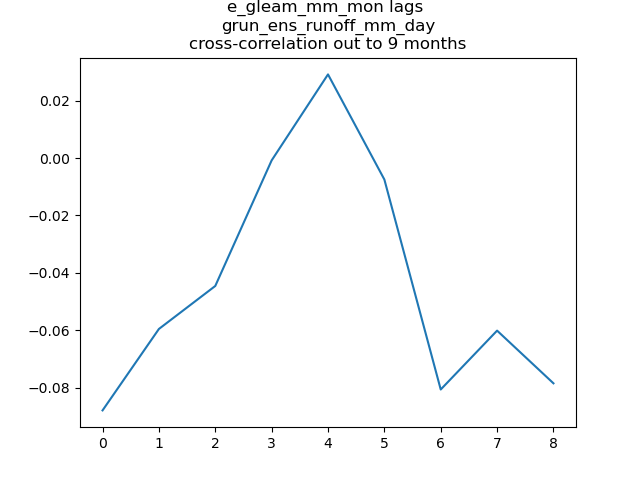 e_gleam_mm_mon lags
grun_ens_runoff_mm_day
cross-correlation out to 9 months
0.02
0.00
−0.02
−0.04
−0.06
−0.08
0 1 2 3 4 5 6 7 8